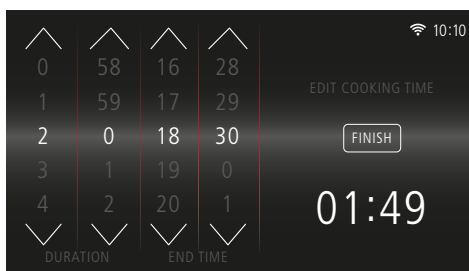 10:10
0 58 16 28
1 59 17 29
EDIT COOKING TIME
2 0 18 30
FINISH
3 1 19 0
4 2 20 1
01:49
DURATION END TIME